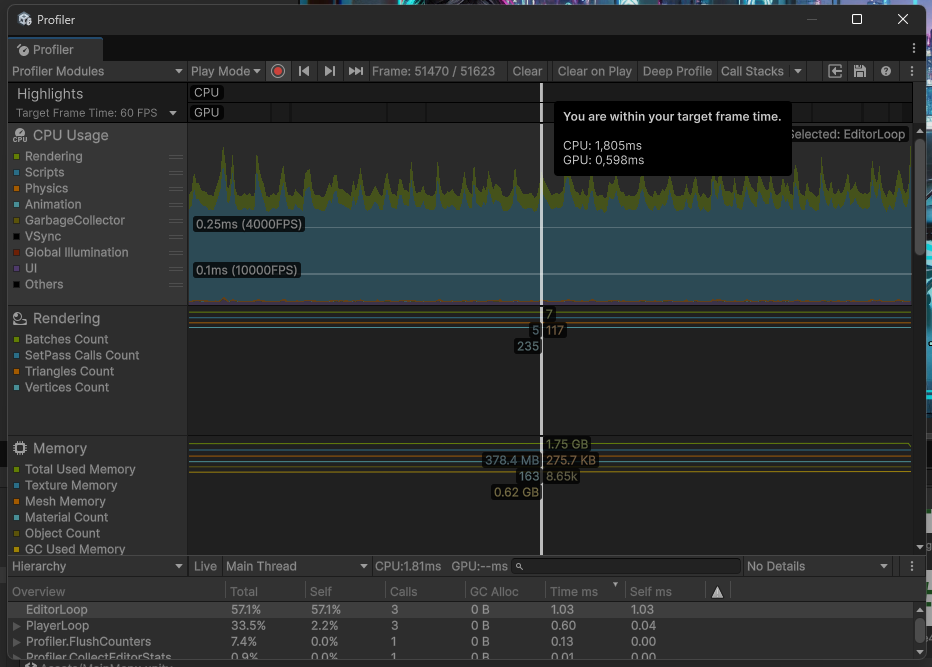 Profiler
Profiler
Profiler Modules Play Mode Frame: 51470 / 51623 Clear Clear on Play Deep Profile Call Stacks
Highlights CPU
Target Frame Time: 60 FPS GPU
You are within your target frame time.
CPU: 1,805ms
GPU: 0,598ms
CPU Usage Selected: EditorLoop
Rendering
Scripts
Physics
Animation
GarbageCollector 0.25ms (4000FPS)
VSync
Global Illumination
UI 0.1ms (10000FPS)
Others
Rendering 7
5 117
235
Batches Count
SetPass Calls Count
Triangles Count
Vertices Count
Memory 1.75 GB
378.4 MB 275.7 KB
163 8.65k
0.62 GB
Total Used Memory
Texture Memory
Mesh Memory
Material Count
Object Count
GC Used Memory
Hierarchy Live Main Thread CPU:1.81ms GPU:--ms No Details
Overview Total Self Calls GC Alloc Time ms Self ms
EditorLoop 57.1% 57.1% 3 0 B 1.03 1.03
PlayerLoop 33.5% 2.2% 3 0 B 0.60 0.04
Profiler.FlushCounters 7.4% 0.0% 1 0 B 0.13 0.00
Profiler.CollectEditorStats 0.9% 0.0% 1 0 B 0.01 0.00
Assets/MainMenu.unity